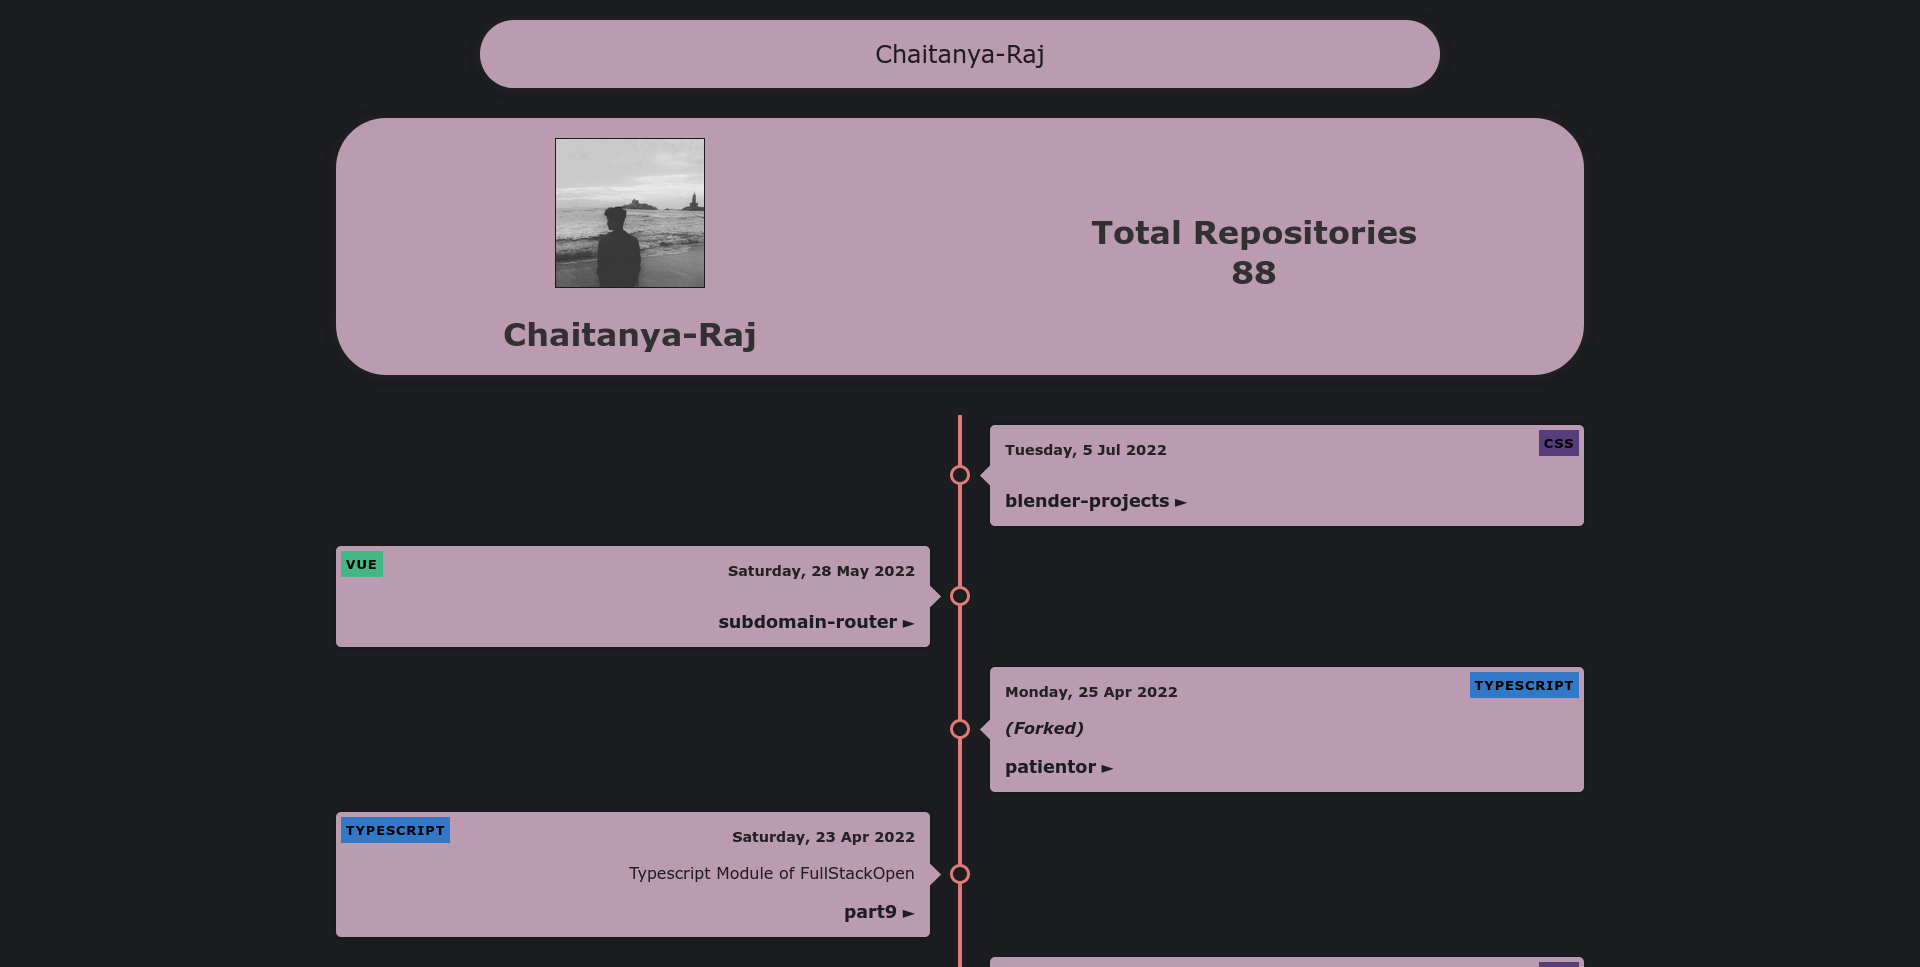 Chaitanya-Raj
Chaitanya-Raj
Total Repositories
88
Tuesday, 5 Jul 2022
CSS
blender-projects ►
VUE
Saturday, 28 May 2022
subdomain-router ►
Monday, 25 Apr 2022
TYPESCRIPT
(Forked)
patientor ►
TYPESCRIPT
Saturday, 23 Apr 2022
Typescript Module of FullStackOpen
part9 ►